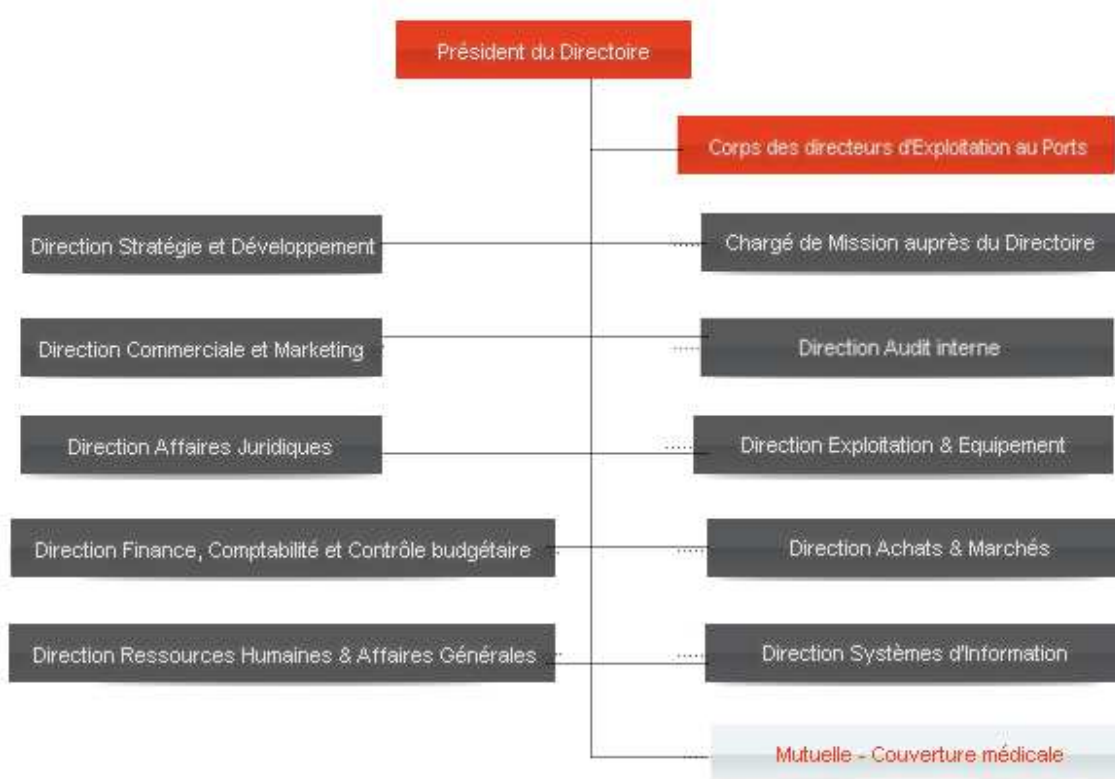 Président du Directoire
Corps des directeurs d'Exploitation au Ports
Direction Stratégie et Développement
Chargé de Mission auprès du Directoire
Direction Commerciale et Marketing
Direction Audit interne
Direction Affaires Juridiques
Direction Exploitation & Equipement
Direction Finance, Comptabilité et Contrôle budgétaire
Direction Achats & Marchés
Direction Ressources Humaines & Affaires Générales
Direction Systèmes d'Information
Mutuelle - Couverture médicale